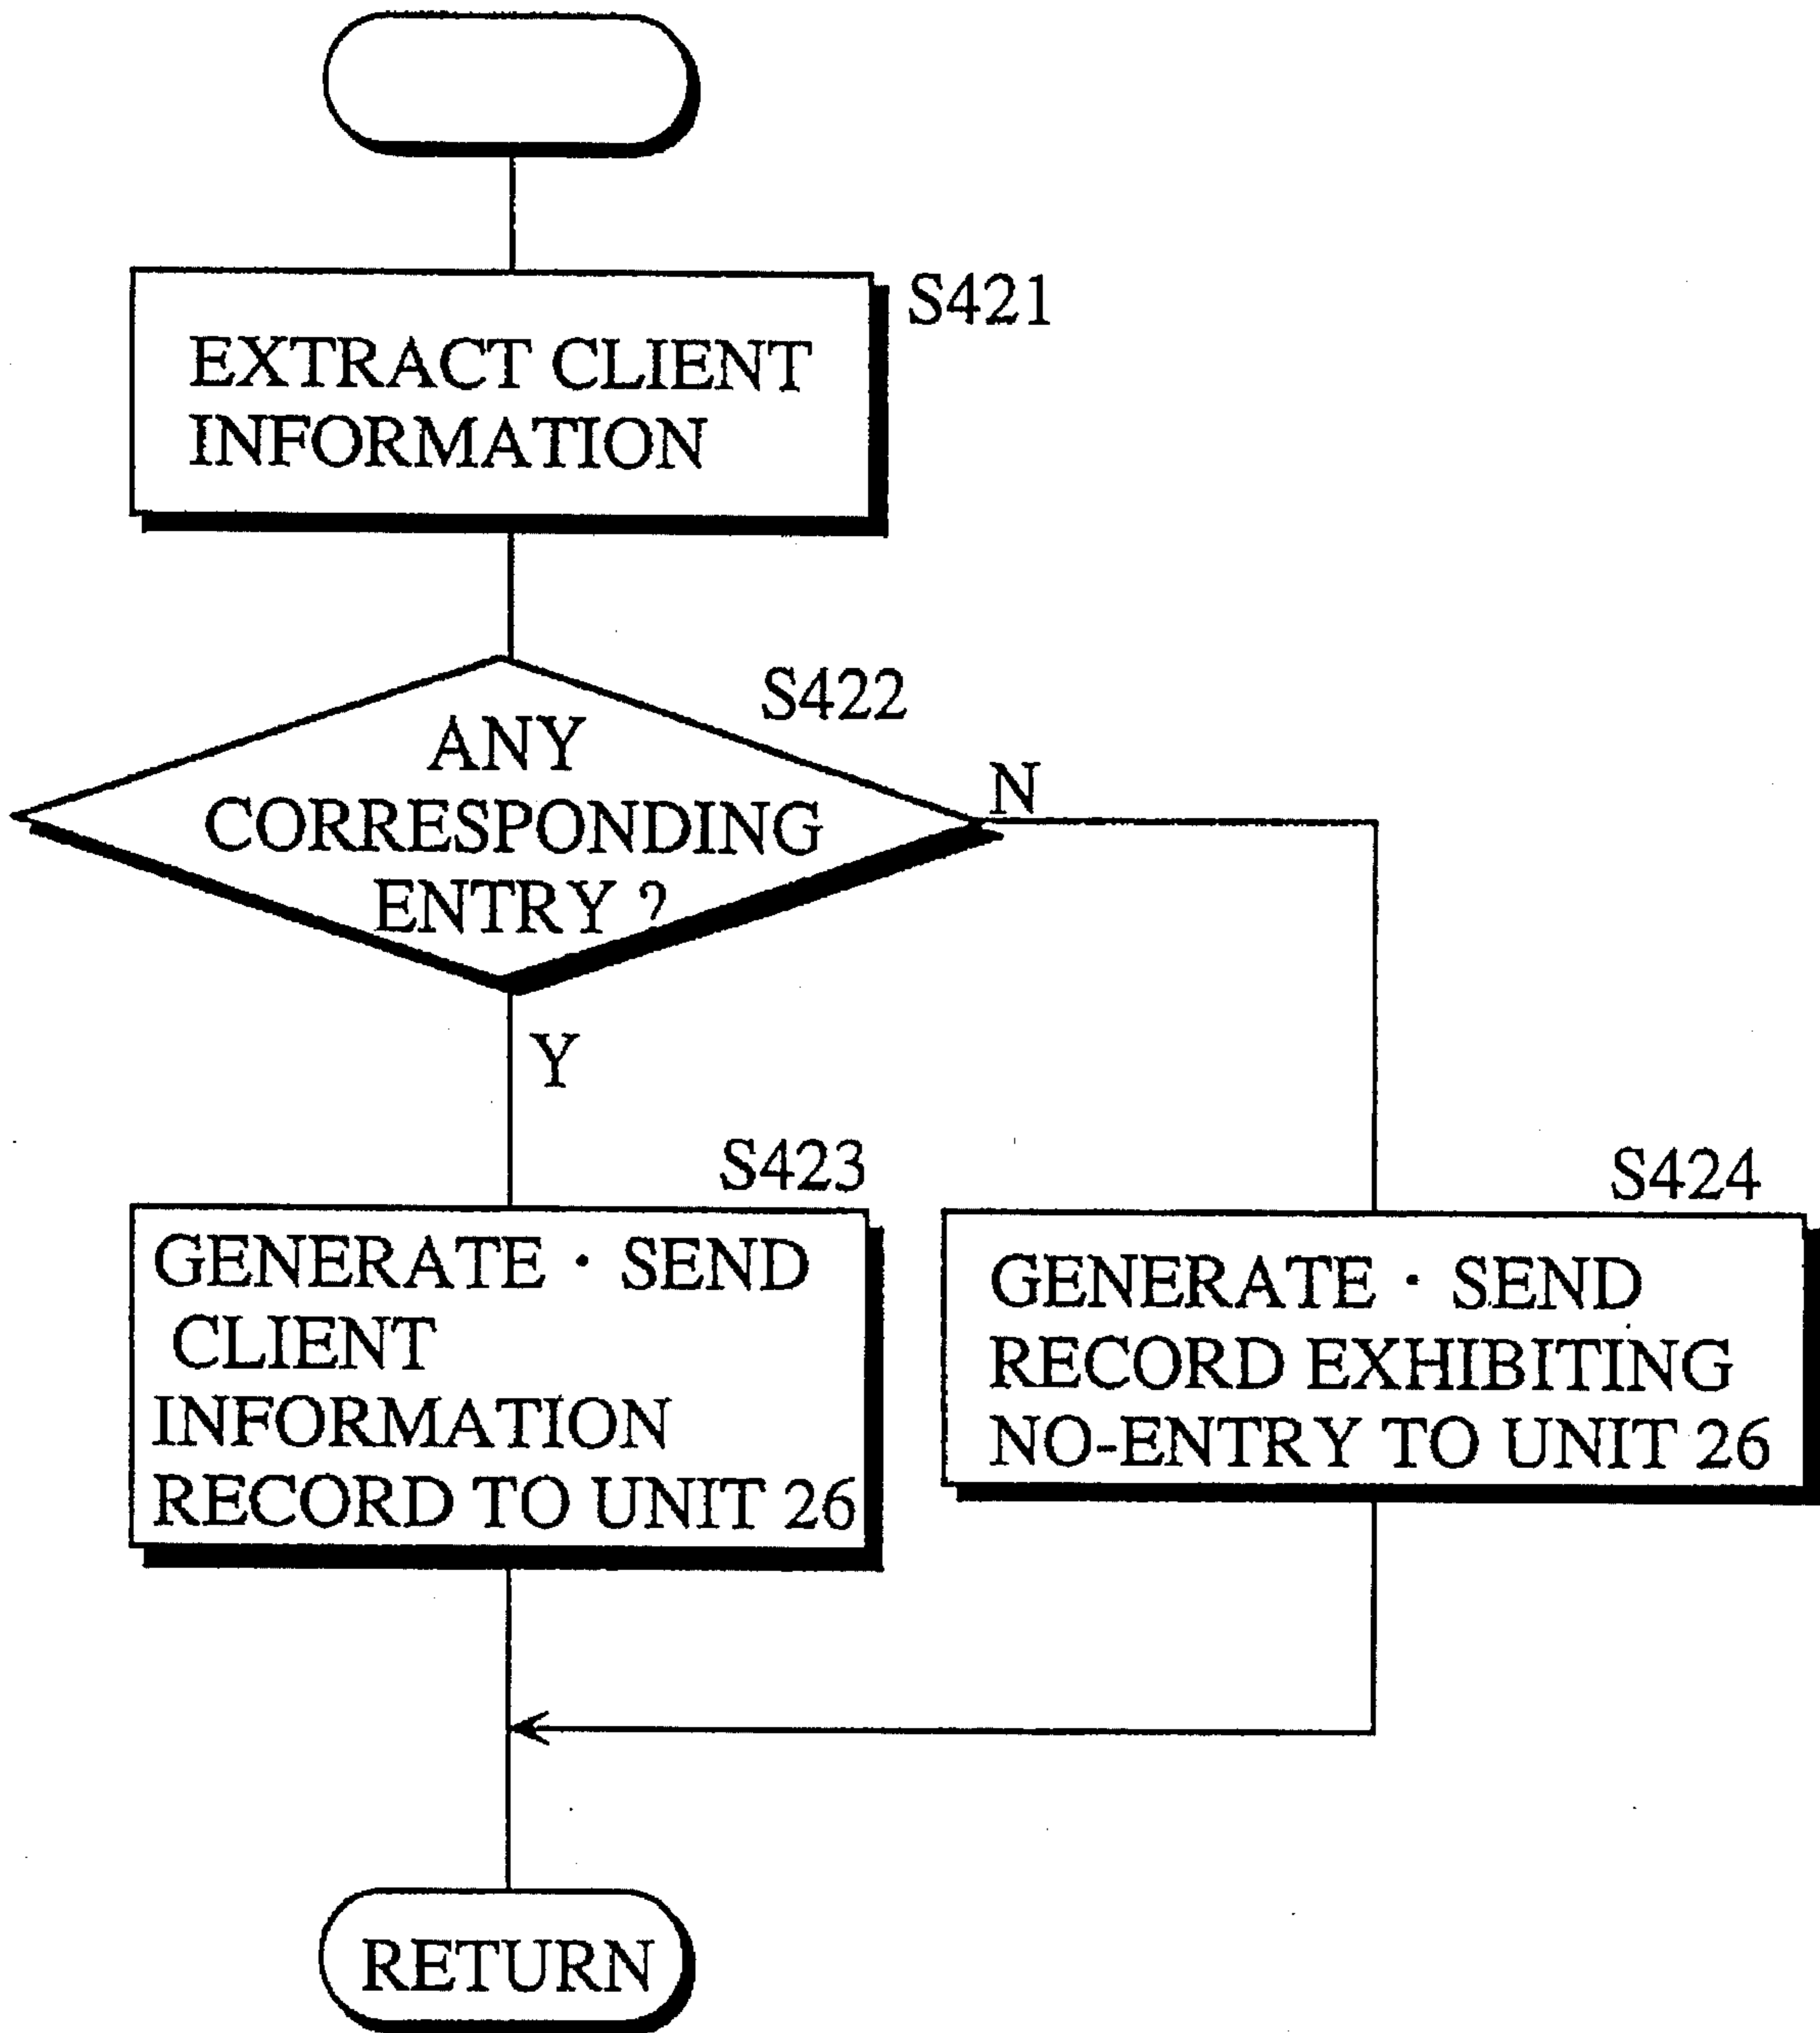 S421
EXTRACT CLIENT
INFORMATION
S422
ANY
CORRESPONDING
ENTRY ?
N
Y
S423
GENERATE · SEND
CLIENT
INFORMATION
RECORD TO UNIT 26
S424
GENERATE · SEND
RECORD EXHIBITING
NO-ENTRY TO UNIT 26
RETURN